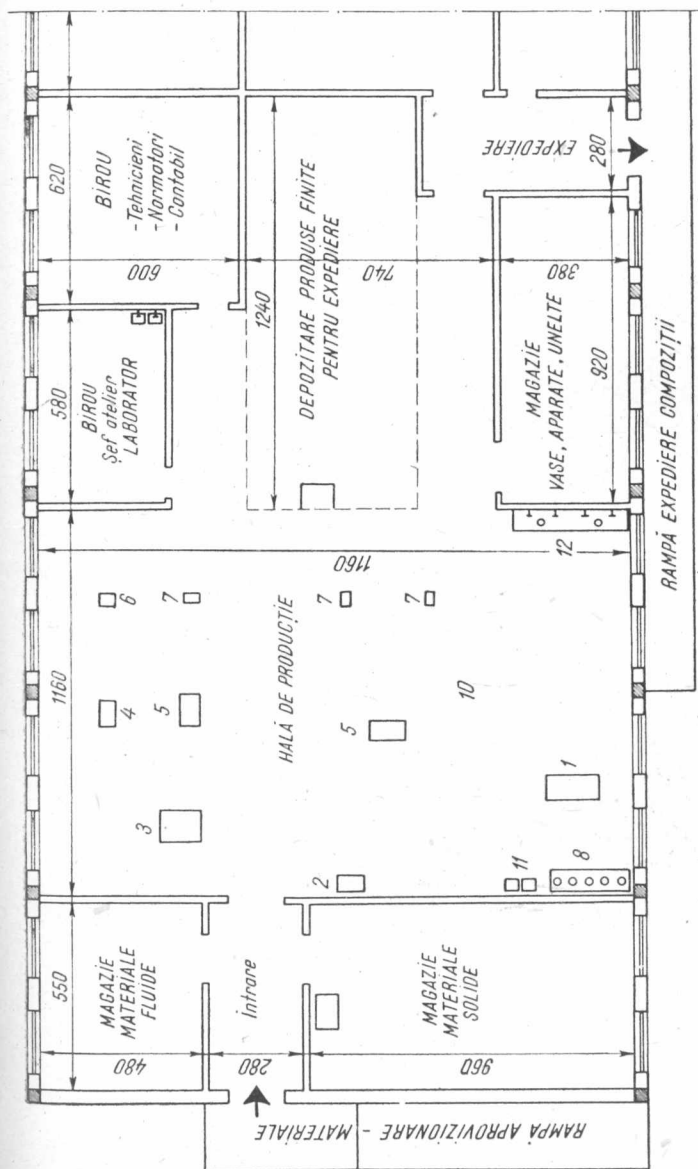 620
580
1160
550
BIROU
-Tehnicieni
-Normatori
-Contabil
600
BIROU
Șef atelier
LABORATOR
1240
DEPOZITARE PRODUSE FINITE
PENTRU EXPEDIERE
740
EXPEDIERE
280
380
MAGAZIE
VASE, APARATE, UNELTE
920
RAMPĂ EXPEDIERE COMPOZIȚII
1160
12
6
7
7
7
4
5
5
HALĂ DE PRODUCȚIE
10
3
2
1
11
8
MAGAZIE
MATERIALE
FLUIDE
480
Intrare
280
MAGAZIE
MATERIALE
SOLIDE
960
RAMPĂ APROVIZIONARE - MATERIALE